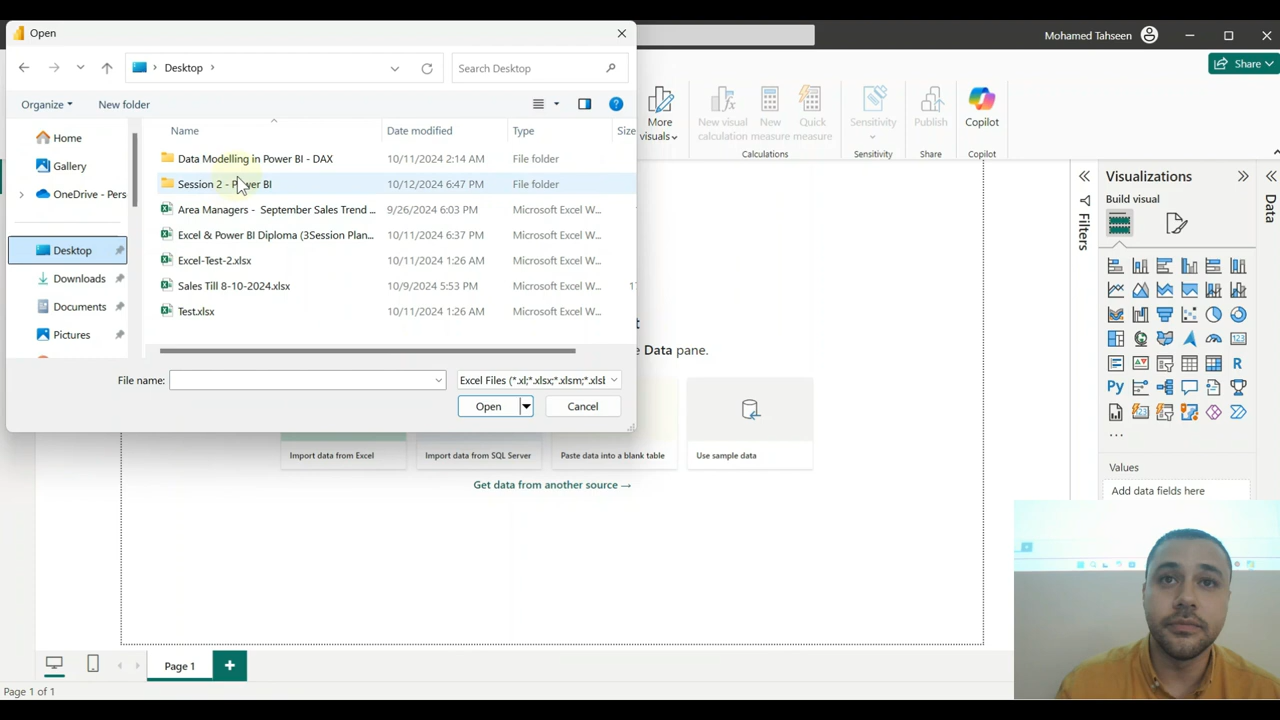 Open
Mohamed Tahseen
Desktop
Search Desktop
Share
Organize
New folder
More visuals
New visual calculation
New measure
Quick measure
Sensitivity
Publish
Copilot
Calculations
Sensitivity
Share
Copilot
Home
Gallery
OneDrive - Pers
Desktop
Downloads
Documents
Pictures
Name Date modified Type Size
Data Modelling in Power BI - DAX 10/11/2024 2:14 AM File folder
Session 2 - Power BI 10/12/2024 6:47 PM File folder
Area Managers - September Sales Trend ... 9/26/2024 6:03 PM Microsoft Excel W...
Excel & Power BI Diploma (3Session Plan... 10/11/2024 6:37 PM Microsoft Excel W...
Excel-Test-2.xlsx 10/11/2024 1:26 AM Microsoft Excel W...
Sales Till 8-10-2024.xlsx 10/9/2024 5:53 PM Microsoft Excel W... 1
Test.xlsx 10/11/2024 1:26 AM Microsoft Excel W...
File name:
Excel Files (*.xl;*.xlsx;*.xlsm;*.xlsb
Open
Cancel
Data pane.
Import data from Excel
Import data from SQL Server
Paste data into a blank table
Use sample data
Get data from another source →
Filters
Visualizations
Build visual
Data
R
Py
Values
Add data fields here
Page 1
Page 1 of 1